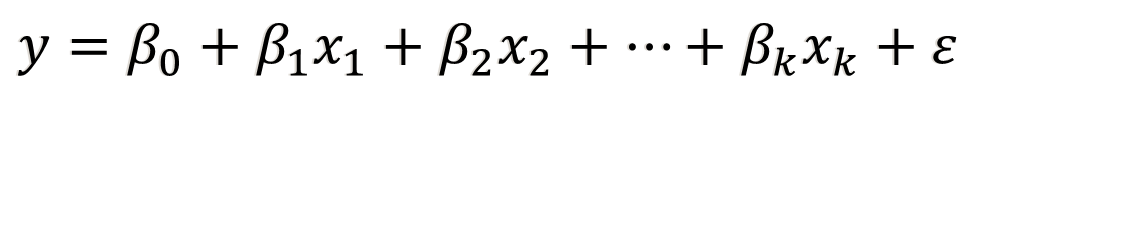 y = β₀ + β₁x₁ + β₂x₂ + ⋯ + βₖxₖ + ε